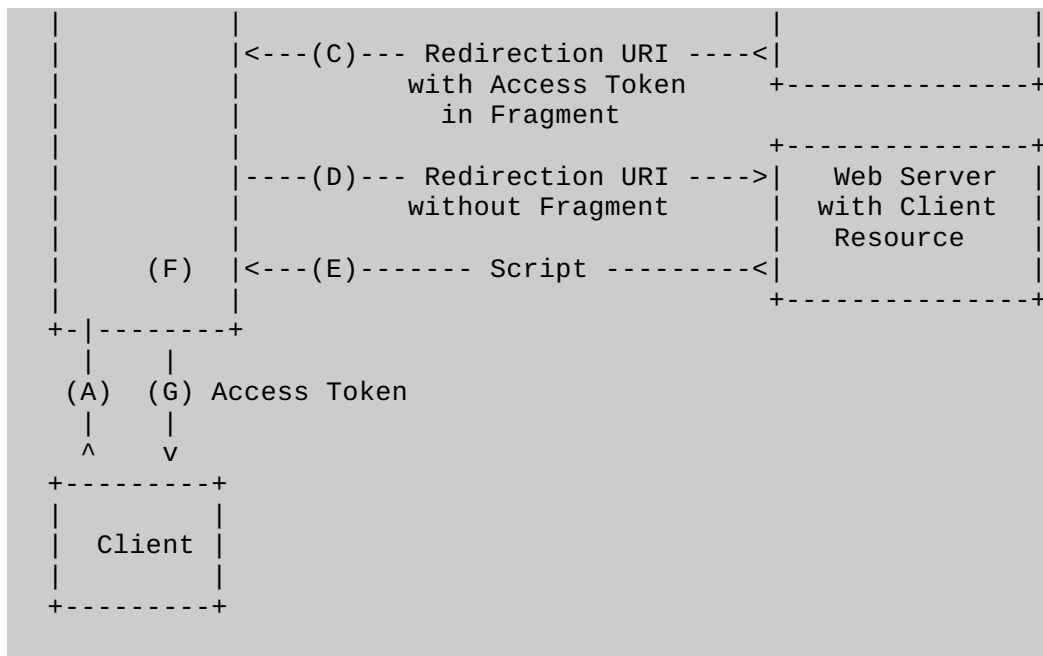 |          |                                |               |
|          |<---(C)--- Redirection URI ----<|               |
|          |          with Access Token     +---------------+
|          |            in Fragment
|          |                                +---------------+
|          |----(D)--- Redirection URI ---->|   Web Server  |
|          |          without Fragment      |  with Client  |
|          |                                |   Resource    |
|     (F)  |<---(E)------- Script ---------<|               |
|          |                                +---------------+
+-|--------+
  |    |
 (A)  (G) Access Token
  |    |
  ^    v
+---------+
|         |
|  Client |
|         |
+---------+